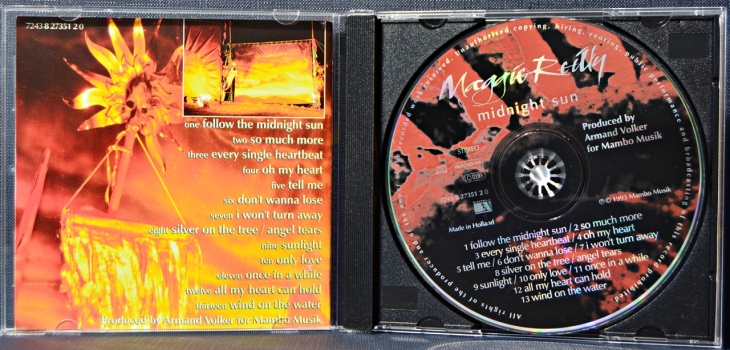 7243 8 27351 2 0
one follow the midnight sun
two so much more
three every single heartbeat
four oh my heart
five tell me
six don't wanna lose
seven i won't turn away
eight silver on the tree / angel tears
nine sunlight
ten only love
eleven once in a while
twelve all my heart can hold
thirteen wind on the water
Produced by Armand Volker for Mambo Musik
Maggie Reilly
midnight sun
Produced by
Armand Volker
for Mambo Musik
STEREO
7243 8 27351 2 0
Made in Holland
℗ © 1993 Mambo Musik
1 follow the midnight sun / 2 so much more
3 every single heartbeat / 4 oh my heart
5 tell me / 6 don't wanna lose / 7 i won't turn away
8 silver on the tree / angel tears
9 sunlight / 10 only love / 11 once in a while
12 all my heart can hold
13 wind on the water
All rights of the producer and of the owner of the recorded work reserved. Unauthorised copying, hiring, renting, public performance and broadcasting of this record prohibited.